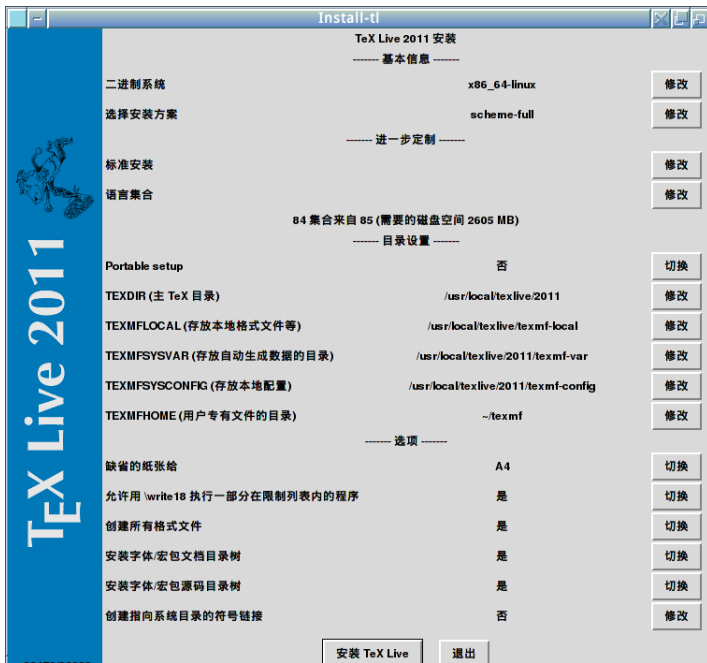 Install-tl
TeX Live 2011 安装
------- 基本信息 -------
二进制系统 x86_64-linux 修改
选择安装方案 scheme-full 修改
------- 进一步定制 -------
标准安装 修改
语言集合 修改
84 集合来自 85 (需要的磁盘空间 2605 MB)
------- 目录设置 -------
Portable setup 否 切换
TEXDIR (主 TeX 目录) /usr/local/texlive/2011 修改
TEXMFLOCAL (存放本地格式文件等) /usr/local/texlive/texmf-local 修改
TEXMFSYSVAR (存放自动生成数据的目录) /usr/local/texlive/2011/texmf-var 修改
TEXMFSYSCONFIG (存放本地配置) /usr/local/texlive/2011/texmf-config 修改
TEXMFHOME (用户专有文件的目录) ~/texmf 修改
------- 选项 -------
缺省的纸张给 A4 切换
允许用 \write18 执行一部分在限制列表内的程序 是 切换
创建所有格式文件 是 切换
安装字体/宏包文档目录树 是 切换
安装字体/宏包源码目录树 是 切换
创建指向系统目录的符号链接 否 修改
安装 TeX Live 退出
TEX Live 2011